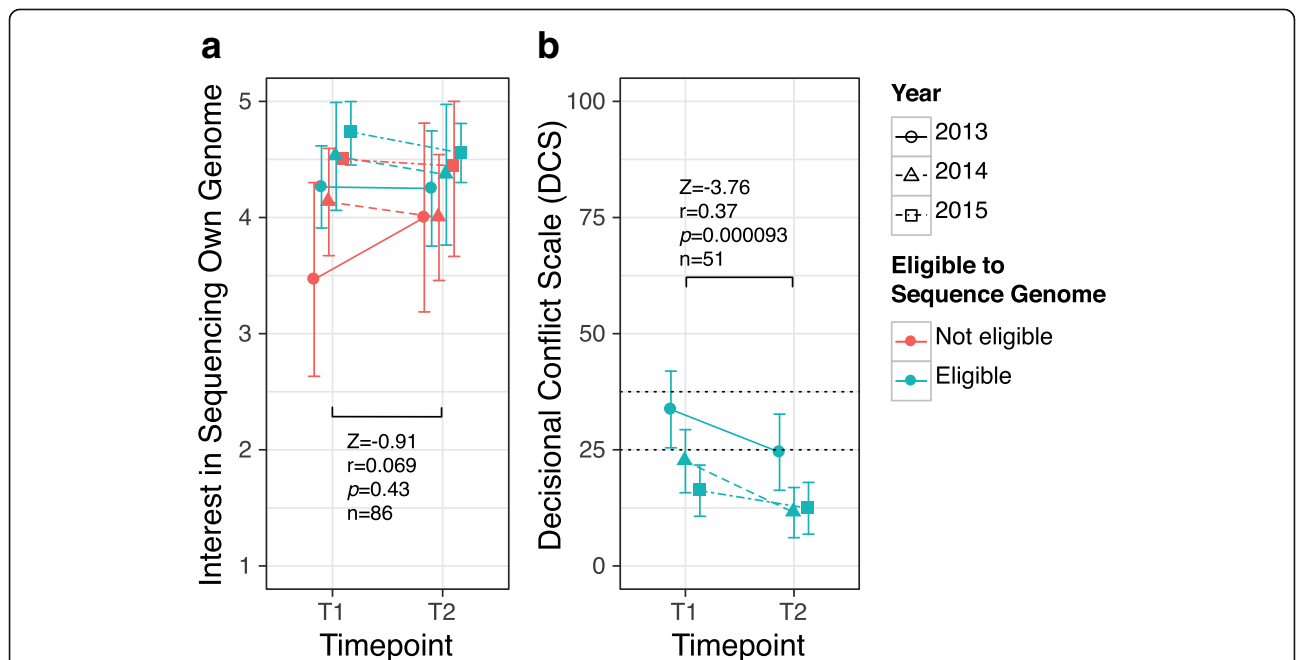 a
Interest in Sequencing Own Genome
5
4
3
2
1
Z=-0.91
r=0.069
p=0.43
n=86
T1
T2
Timepoint
b
Decisional Conflict Scale (DCS)
100
75
50
25
0
Z=-3.76
r=0.37
p=0.000093
n=51
T1
T2
Timepoint
Year
2013
2014
2015
Eligible to
Sequence Genome
Not eligible
Eligible